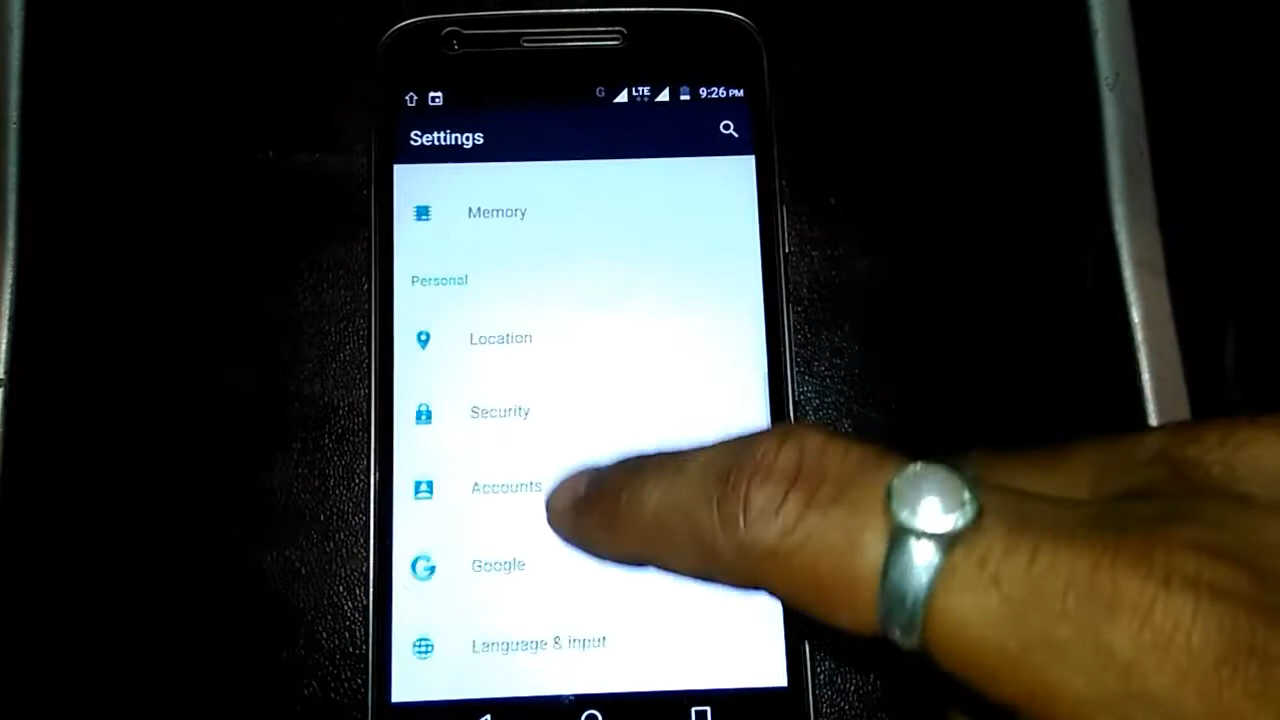 G LTE 9:26 PM
Settings
Memory
Personal
Location
Security
Accounts
Google
Language & input